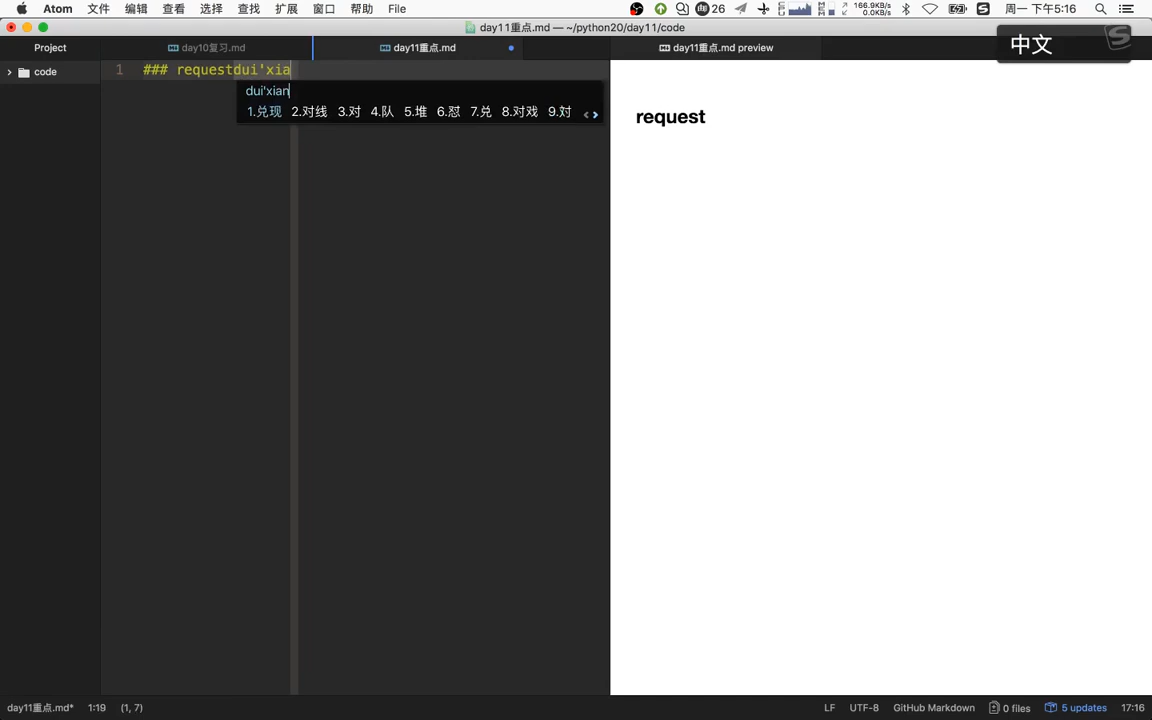 Atom 文件 编辑 查看 选择 查找 扩展 窗口 帮助 File 26 166.9KB/s 0.0KB/s 周一 下午5:16
day11重点.md — ~/python20/day11/code
Project day10复习.md day11重点.md day11重点.md preview
中文
code
1 ### requestdui'xia
dui'xian
1.兑现 2.对线 3.对 4.队 5.堆 6.怼 7.兑 8.对戏 9.対
request
day11重点.md* 1:19 (1, 7) LF UTF-8 GitHub Markdown 0 files 5 updates 17:16